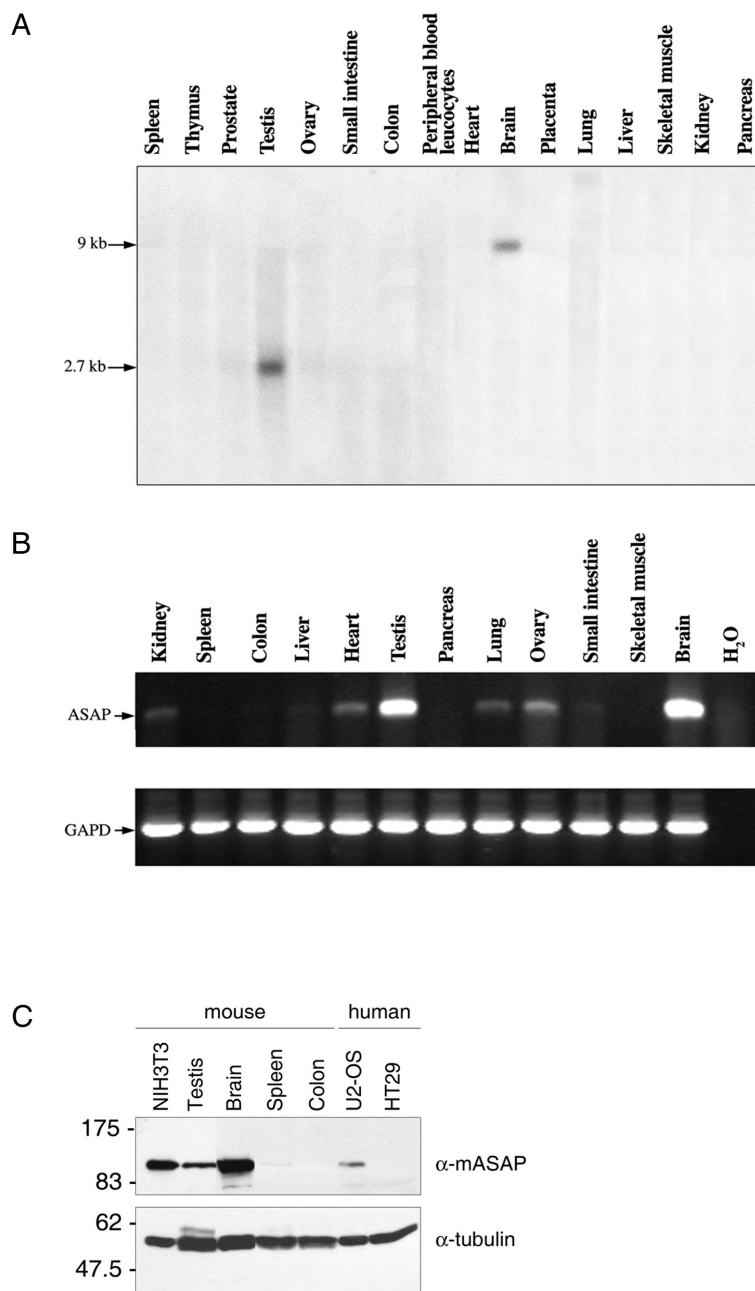 A
Spleen
Thymus
Prostate
Testis
Ovary
Small intestine
Colon
Peripheral blood
leucocytes
Heart
Brain
Placenta
Lung
Liver
Skeletal muscle
Kidney
Pancreas
9 kb
2.7 kb
B
Kidney
Spleen
Colon
Liver
Heart
Testis
Pancreas
Lung
Ovary
Small intestine
Skeletal muscle
Brain
H₂O
ASAP
GAPD
C
mouse
human
NIH3T3
Testis
Brain
Spleen
Colon
U2-OS
HT29
175 -
83 -
α-mASAP
62 -
47.5 -
α-tubulin